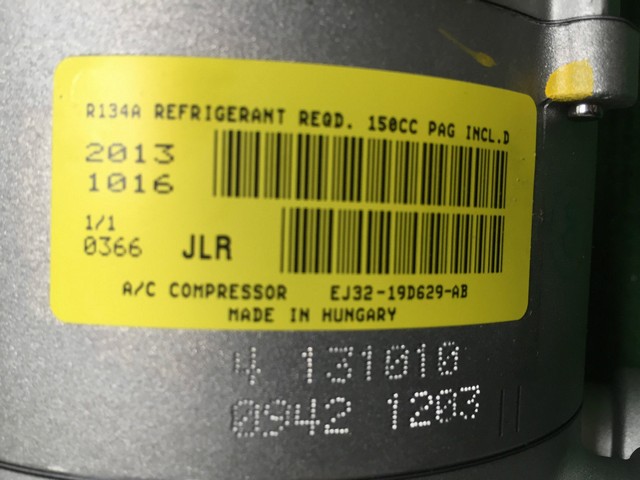 R134A REFRIGERANT REQD. 150CC PAG INCL.D
2013
1016
1/1
0366 JLR
A/C COMPRESSOR EJ32-19D629-AB
MADE IN HUNGARY
4 131010
0942 1203 ||